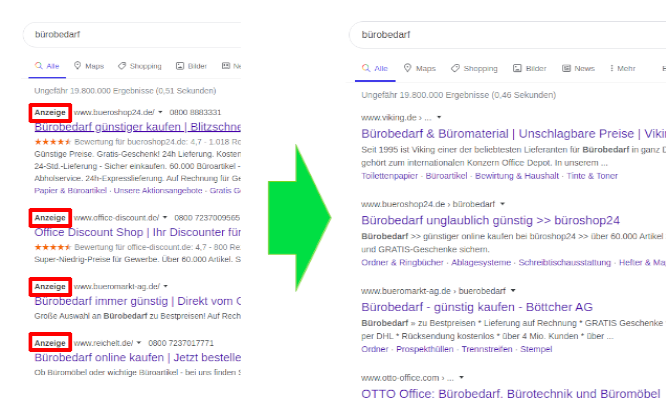 bürobedarf
Alle Maps Shopping Bilder
Ungefähr 19.800.000 Ergebnisse (0,51 Sekunden)
Anzeige www.bueroshop24.de/ 0800 8883331
Bürobedarf günstiger kaufen | Blitzschne
Bewertung für bueroshop24.de: 4,7 - 1.018 Re
Günstige Preise. Gratis-Geschenk! 24h Lieferung. Kosten
24-Std.-Lieferung - Sicher einkaufen. 60.000 Büroartikel -
Abholservice. 24h-Expresslieferung. Auf Rechnung für Ge
Papier & Büroartikel · Unsere Aktionsangebote · Gratis G
Anzeige www.office-discount.de/ 0800 7237009565
Office Discount Shop | Ihr Discounter für
Bewertung für office-discount.de: 4,7 - 800 Re
Super-Niedrig-Preise für Gewerbe. Über 60.000 Artikel. S
Anzeige www.bueromarkt-ag.de/
Bürobedarf immer günstig | Direkt vom
Große Auswahl an Bürobedarf zu Bestpreisen! Auf Rech
Anzeige www.reichelt.de/ 0800 7237017771
Bürobedarf online kaufen | Jetzt bestelle
Ob Büromöbel oder wichtige Büroartikel - bei uns finden
bürobedarf
Alle Maps Shopping Bilder News Mehr
Ungefähr 19.800.000 Ergebnisse (0,46 Sekunden)
www.viking.de › ...
Bürobedarf & Büromaterial | Unschlagbare Preise | Viki
Seit 1995 ist Viking einer der beliebtesten Lieferanten für Bürobedarf in ganz D
gehört zum internationalen Konzern Office Depot. In unserem ...
Toilettenpapier · Büroartikel · Bewirtung & Haushalt · Tinte & Toner
www.bueroshop24.de › bürobedarf
Bürobedarf unglaublich günstig >> büroshop24
Bürobedarf >> günstiger online kaufen bei büroshop24 >> über 60.000 Artikel
und GRATIS-Geschenke sichern.
Ordner & Ringbücher · Ablagesysteme · Schreibtischausstattung · Hefter & Ma
www.bueromarkt-ag.de › buerobedarf
Bürobedarf - günstig kaufen - Böttcher AG
Bürobedarf » zu Bestpreisen * Lieferung auf Rechnung * GRATIS Geschenke
per DHL * Rücksendung kostenlos * über 4 Mio. Kunden * über ...
Ordner · Prospekthüllen · Trennstreifen · Stempel
www.otto-office.com › ...
OTTO Office: Bürobedarf, Bürotechnik und Büromöbel